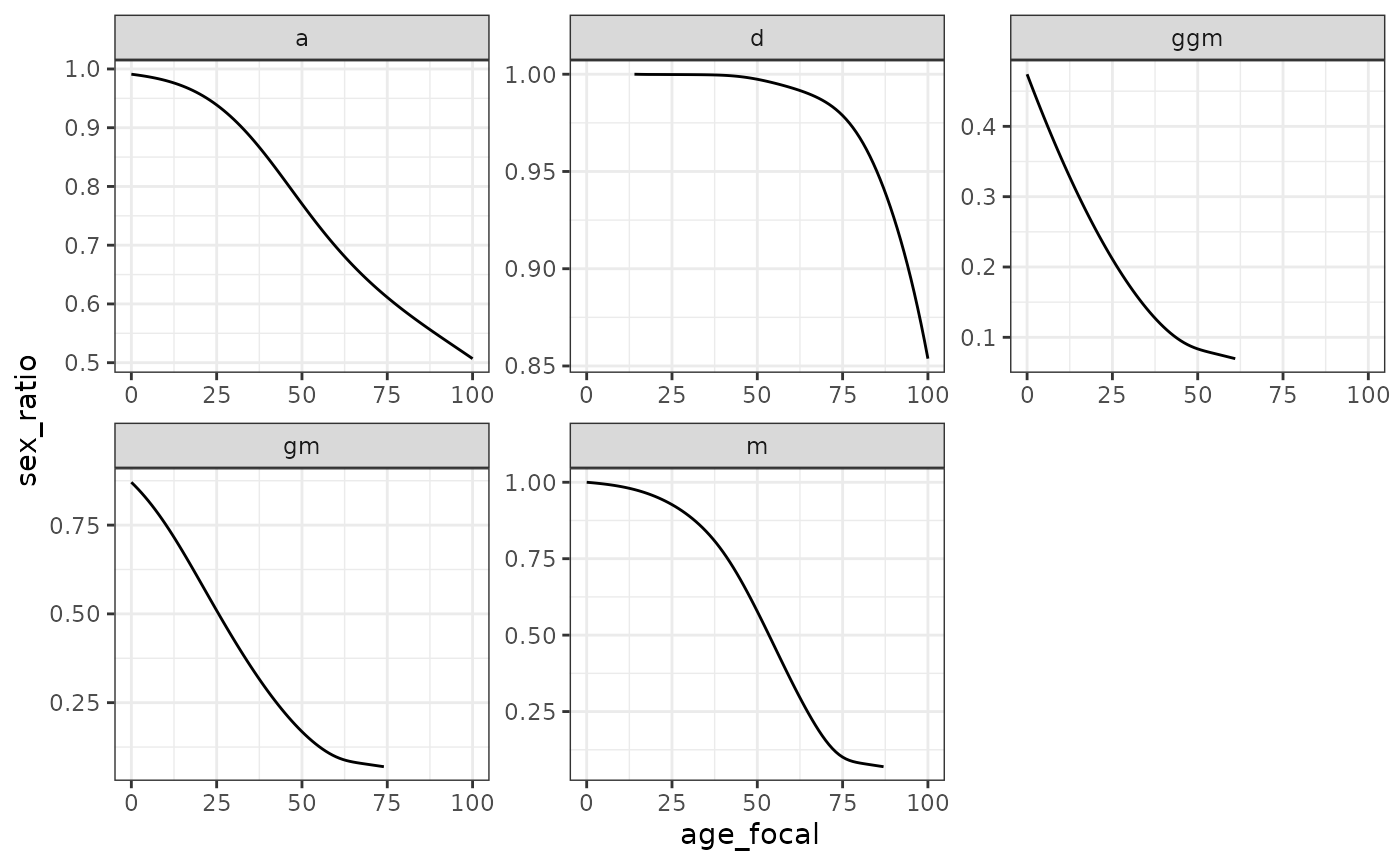 a d ggm
1.0 0.9 0.8 0.7 0.6 0.5
1.00 0.95 0.90 0.85
0.4 0.3 0.2 0.1
0 25 50 75 100 0 25 50 75 100 0 25 50 75 100
sex_ratio
gm m
0.75 0.50 0.25
1.00 0.75 0.50 0.25
0 25 50 75 100 0 25 50 75 100
age_focal